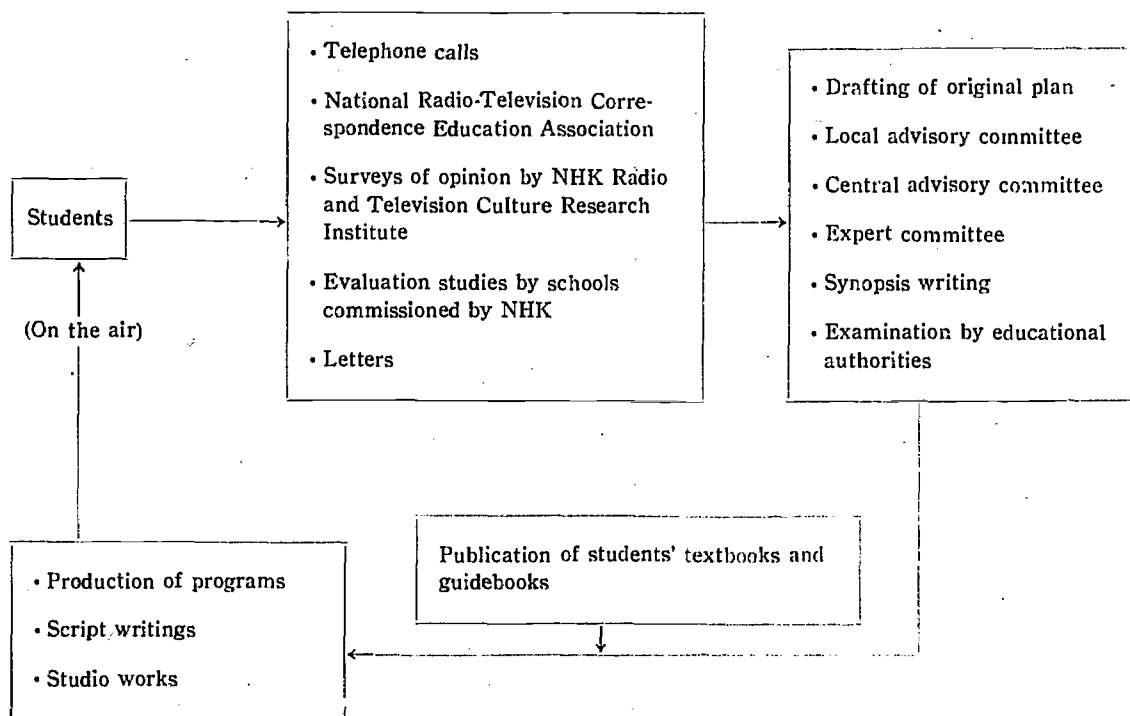 Students
(On the air)
• Telephone calls
• National Radio-Television Corre-
spondence Education Association
• Surveys of opinion by NHK Radio
and Television Culture Research
Institute
• Evaluation studies by schools
commissioned by NHK
• Letters
• Drafting of original plan
• Local advisory committee
• Central advisory committee
• Expert committee
• Synopsis writing
• Examination by educational
authorities
Publication of students' textbooks and
guidebooks
• Production of programs
• Script writings
• Studio works